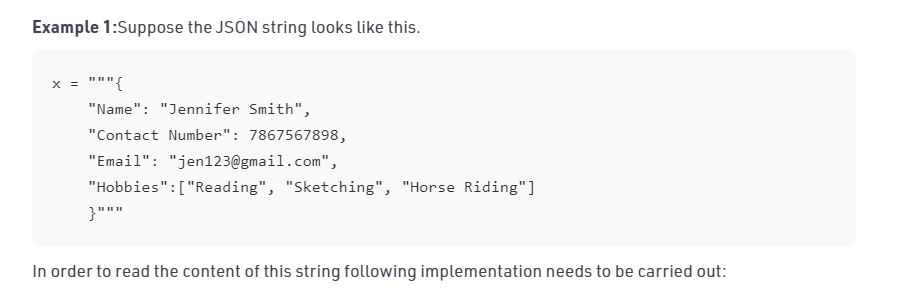 Example 1:Suppose the JSON string looks like this.
x = """{
"Name": "Jennifer Smith",
"Contact Number": 7867567898,
"Email": "jen123@gmail.com",
"Hobbies":["Reading", "Sketching", "Horse Riding"]
}"""
In order to read the content of this string following implementation needs to be carried out: